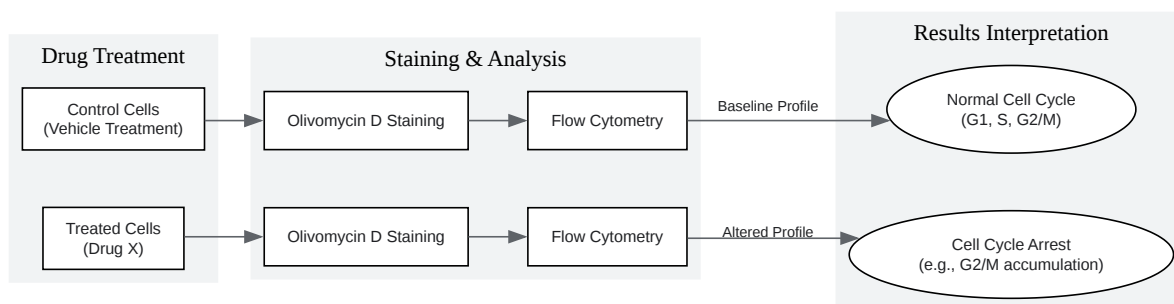 Drug Treatment
Staining & Analysis
Results Interpretation
Control Cells
(Vehicle Treatment)
Olivomycin D Staining
Flow Cytometry
Baseline Profile
Normal Cell Cycle
(G1, S, G2/M)
Treated Cells
(Drug X)
Olivomycin D Staining
Flow Cytometry
Altered Profile
Cell Cycle Arrest
(e.g., G2/M accumulation)